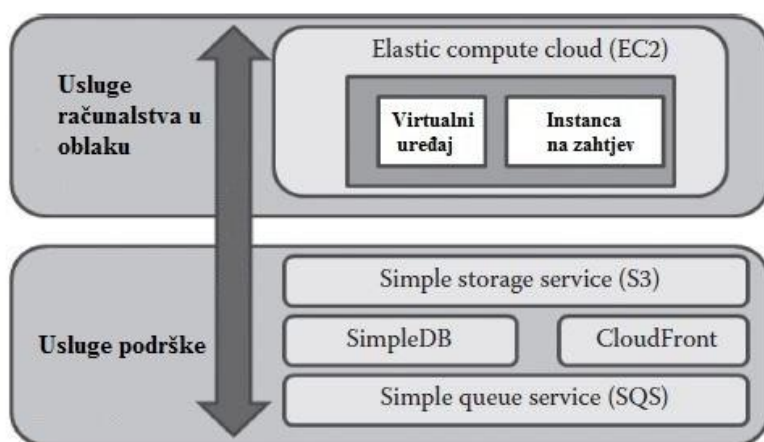 Usluge
računalstva u
oblaku
Elastic compute cloud (EC2)
Virtualni
uređaj
Instanca
na zahtjev
Usluge podrške
Simple storage service (S3)
SimpleDB
CloudFront
Simple queue service (SQS)